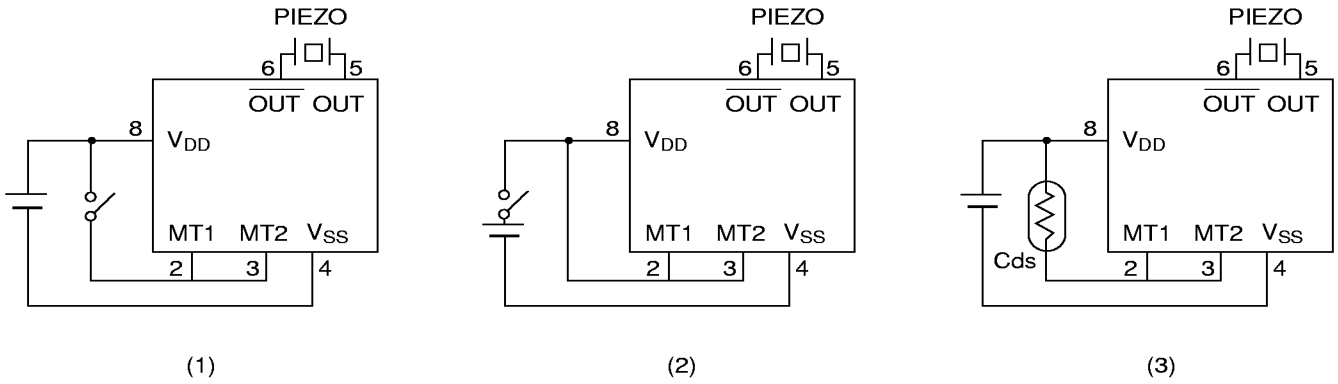 PIEZO
6 5
OUT OUT
8
VDD
MT1 MT2 VSS
2 3 4
(1)
PIEZO
6 5
OUT OUT
8
VDD
MT1 MT2 VSS
2 3 4
(2)
PIEZO
6 5
OUT OUT
8
VDD
MT1 MT2 VSS
Cds
2 3 4
(3)